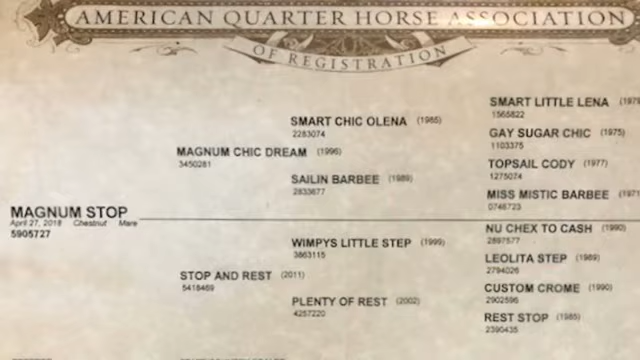 AMERICAN QUARTER HORSE ASSOCIATION
OF REGISTRATION
SMART LITTLE LENA
1565822
SMART CHIC OLENA (1985)
2283074
GAY SUGAR CHIC (1975)
1103375
MAGNUM CHIC DREAM (1996)
3450281
TOPSAIL CODY (1977)
1275074
SAILIN BARBEE (1989)
2833677
MISS MISTIC BARBEE (1971
0746723
MAGNUM STOP
April 27, 2018 Chestnut Mare
5905727
NU CHEX TO CASH (1990)
2897577
WIMPYS LITTLE STEP (1999)
3863115
LEOLITA STEP (1989)
2794026
STOP AND REST (2011)
5418469
CUSTOM CROME (1990)
2902596
PLENTY OF REST (2002)
4257220
REST STOP (1985)
2390435